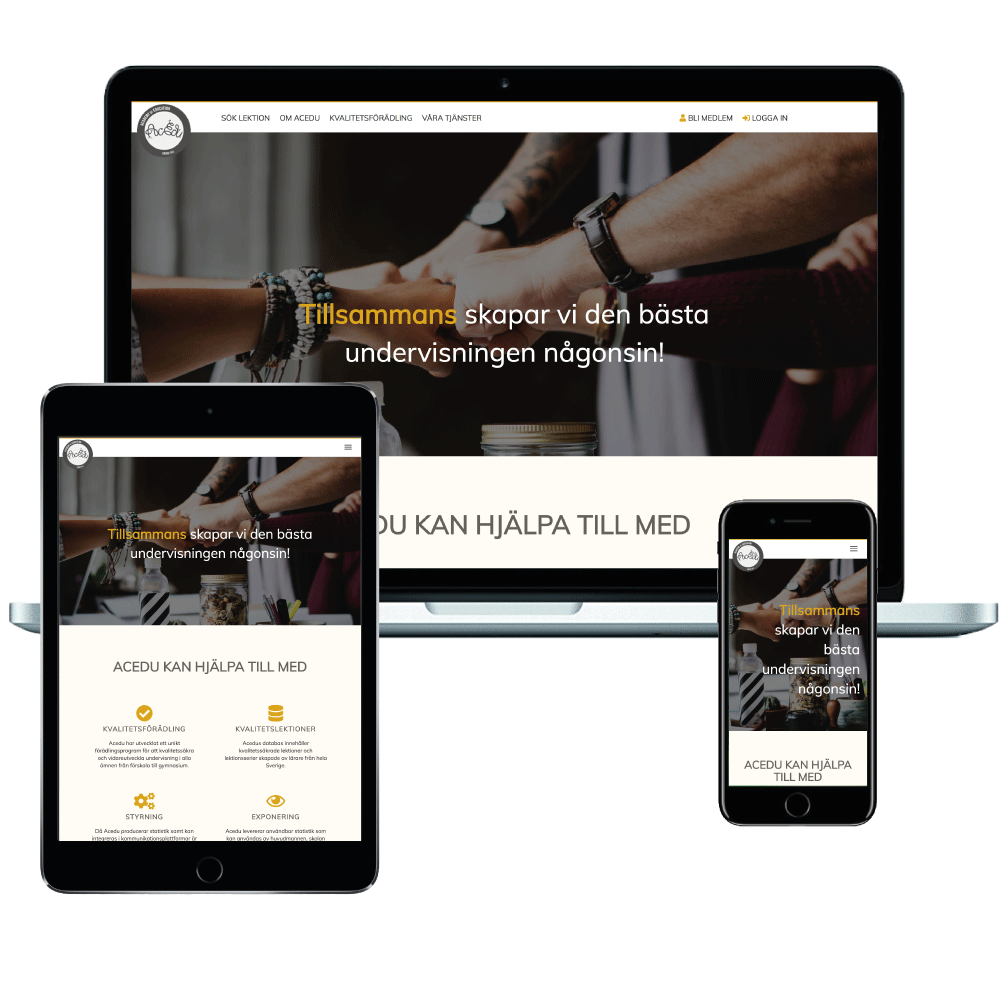 Acedu
SÖK LEKTION OM ACEDU KVALITETSFÖRÄDLING VÅRA TJÄNSTER
BLI MEDLEM LOGGA IN
Tillsammans skapar vi den bästa
undervisningen någonsin!
DU KAN HJÄLPA TILL MED
Acedu
Tillsammans skapar vi den bästa
undervisningen någonsin!
ACEDU KAN HJÄLPA TILL MED
KVALITETSFÖRÄDLING
Acedu har utvecklat ett unikt
förädlingsprogram för att kvalitetssäkra
och vidareutveckla undervisning i alla
ämnen från förskola till gymnasium.
KVALITETSLEKTIONER
Acedus databas innehåller
kvalitetssäkrade lektioner och
lektionsserier skapade av lärare från hela
Sverige
STYRNING
Då Acedu producerar statistik samt kan
integreras i kommunikationsplattformar är
EXPONERING
Acedu levererar användbar statistik som
kan användas av huvudmannen, skolan
Acedu
Tillsammans
skapar vi den
bästa
undervisningen
någonsin!
ACEDU KAN HJÄLPA
TILL MED